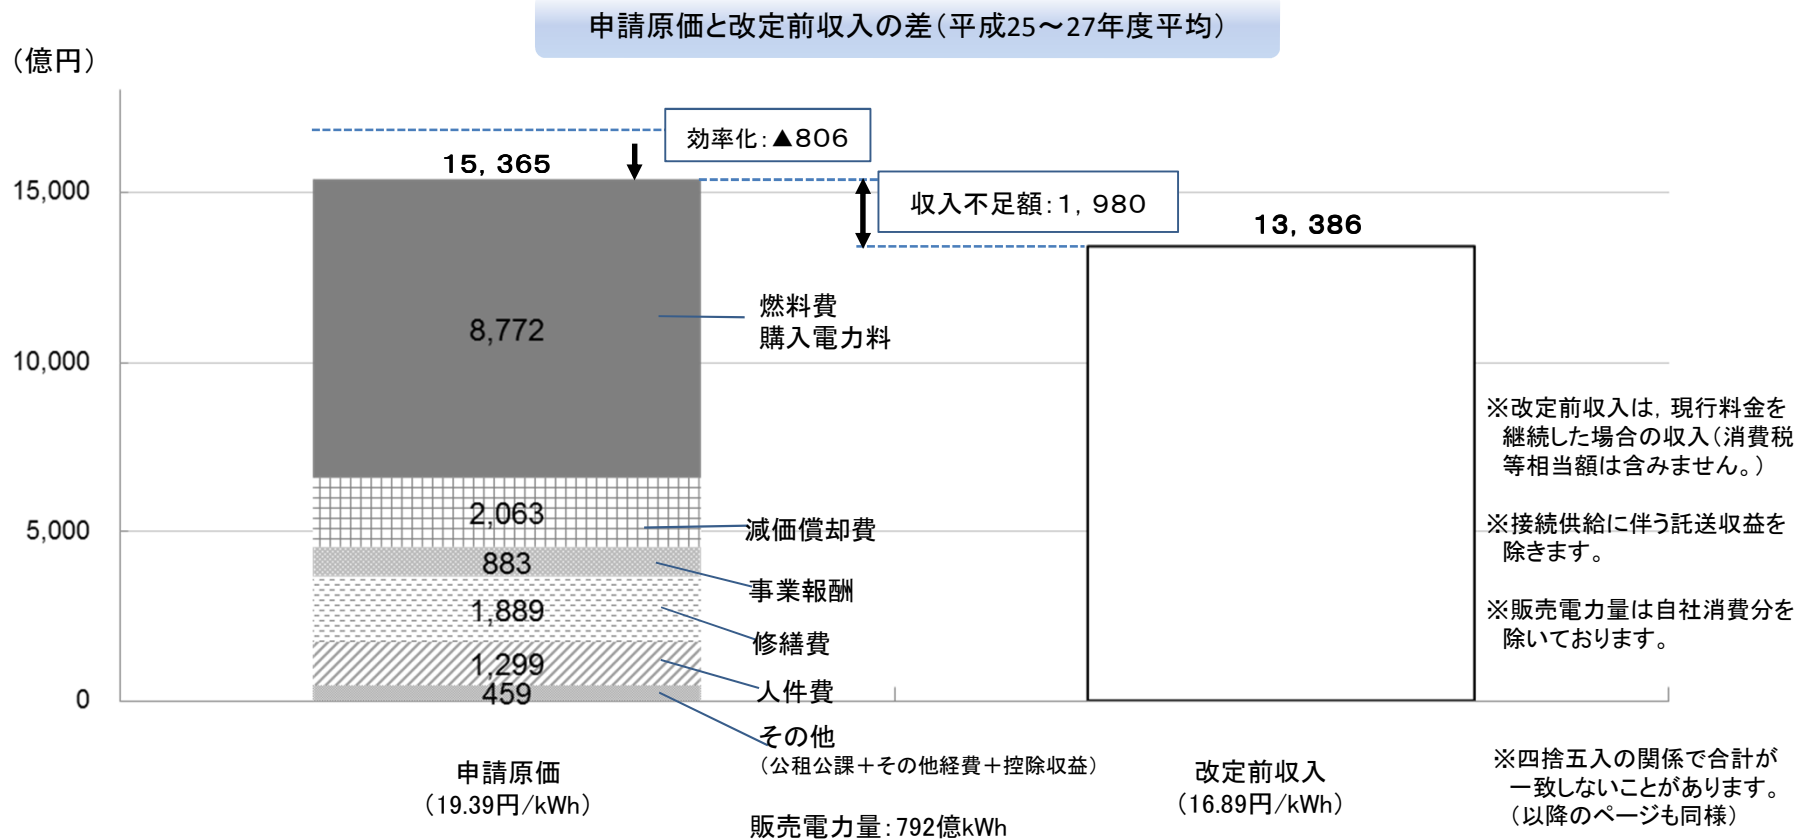 申請原価と改定前収入の差（平成25～27年度平均）
（億円）
効率化：▲806
15，365
収入不足額：1，980
13，386
15,000
10,000
5,000
0
8,772
2,063
883
1,889
1,299
459
燃料費
購入電力料
減価償却費
事業報酬
修繕費
人件費
その他
（公租公課＋その他経費＋控除収益）
申請原価
（19.39円/kWh）
改定前収入
（16.89円/kWh）
販売電力量：792億kWh
※改定前収入は，現行料金を
継続した場合の収入（消費税
等相当額は含みません。）
※接続供給に伴う託送収益を
除きます。
※販売電力量は自社消費分を
除いております。
※四捨五入の関係で合計が
一致しないことがあります。
（以降のページも同様）